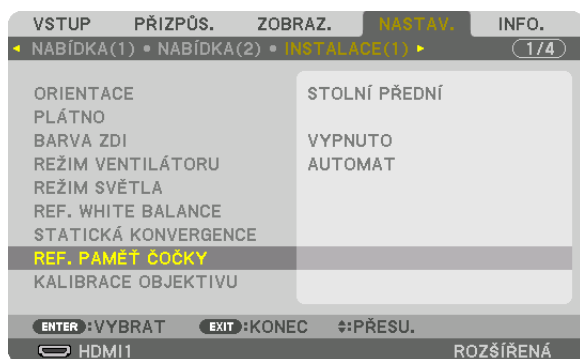 VSTUP PŘIZPŮS. ZOBRAZ. NASTAV. INFO.
NABÍDKA(1) • NABÍDKA(2) • INSTALACE(1) 1/4
ORIENTACE STOLNÍ PŘEDNÍ
PLÁTNO
BARVA ZDI VYPNUTO
REŽIM VENTILÁTORU AUTOMAT
REŽIM SVĚTLA
REF. WHITE BALANCE
STATICKÁ KONVERGENCE
REF. PAMĚŤ ČOČKY
KALIBRACE OBJEKTIVU
ENTER :VYBRAT EXIT :KONEC :PŘESU.
HDMI1 ROZŠÍŘENÁ